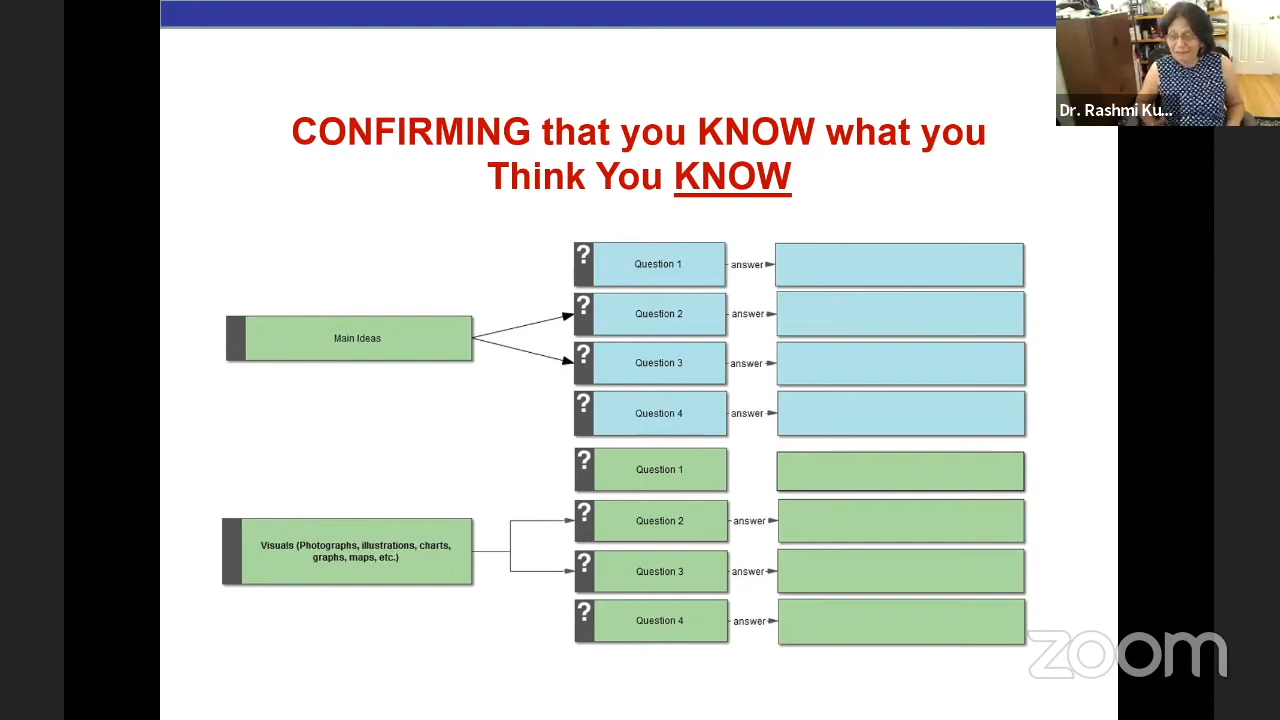 Dr. Rashmi Ku...
CONFIRMING that you KNOW what you
Think You KNOW
? Question 1 answer
? Question 2 answer
Main Ideas
? Question 3 answer
? Question 4 answer
? Question 1
? Question 2 answer
Visuals (Photographs, illustrations, charts,
graphs, maps, etc.)
? Question 3 answer
? Question 4 answer
zoom